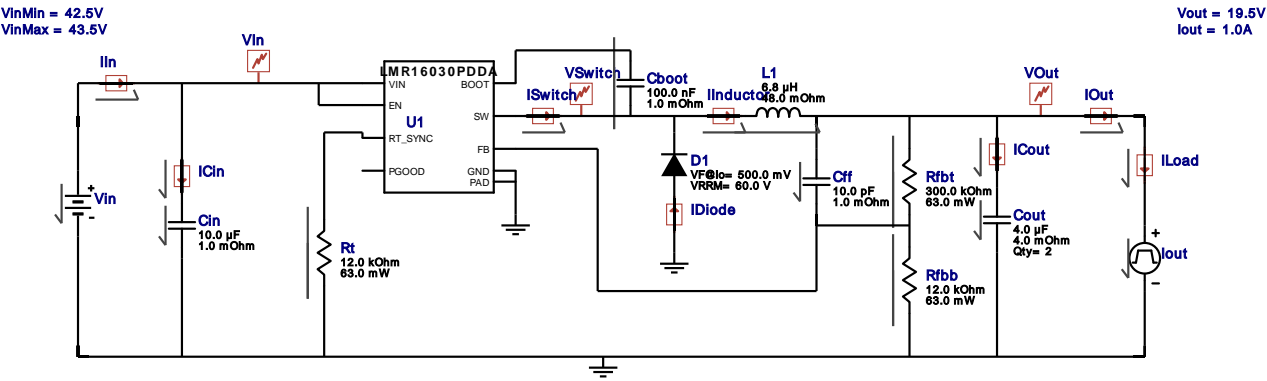 VinMin = 42.5V
VinMax = 43.5V
Vout = 19.5V
Iout = 1.0A
Iin
Vin
LMR16030PDDA
VIN
EN
U1
RT_SYNC
PGOOD
BOOT
SW
FB
GND
PAD
ISwitch
VSwitch
Cboot
100.0 nF
1.0 mOhm
IInductor
L1
6.8 µH
48.0 mOhm
VOut
IOut
ICin
Vin
+
-
Cin
10.0 µF
1.0 mOhm
Rt
12.0 kOhm
63.0 mW
D1
VF@Io= 500.0 mV
VRRM= 60.0 V
IDiode
Cff
10.0 pF
1.0 mOhm
Rfbt
300.0 kOhm
63.0 mW
Rfbb
12.0 kOhm
63.0 mW
ICout
Cout
4.0 µF
4.0 mOhm
Qty= 2
ILoad
+
Iout
-